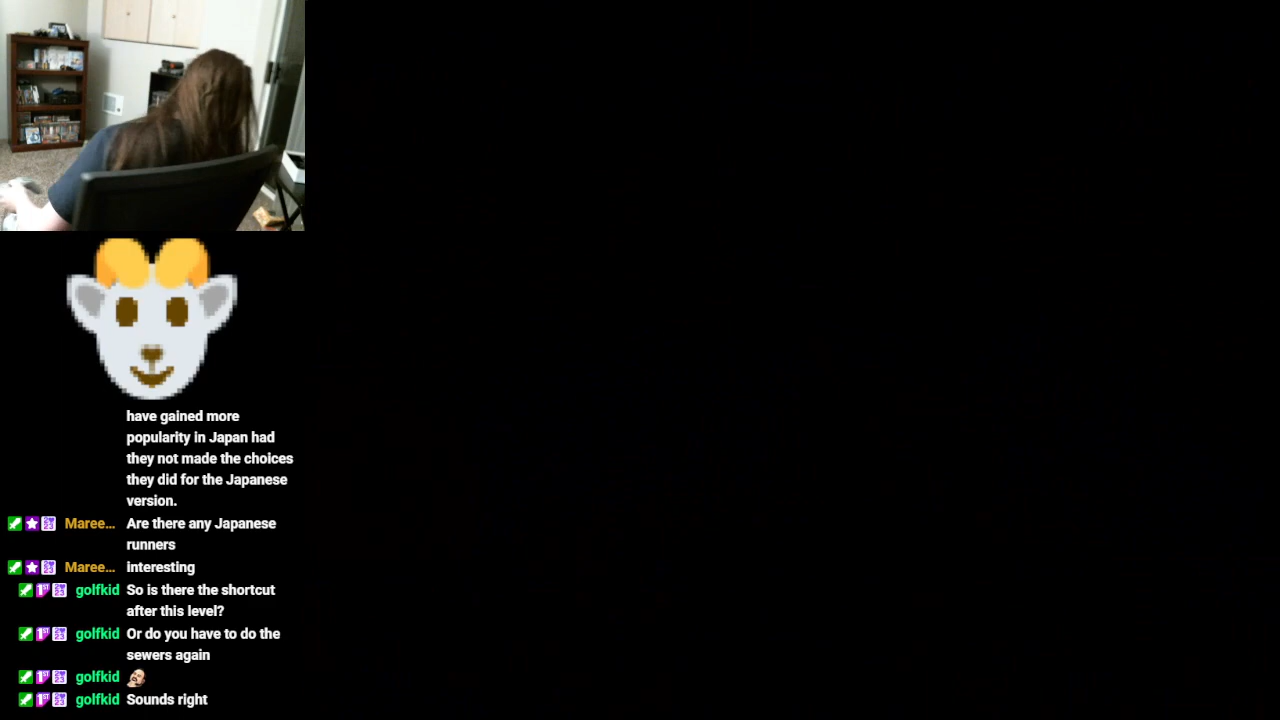 have gained more
popularity in Japan had
they not made the choices
they did for the Japanese
version.
Maree... Are there any Japanese
runners
Maree... interesting
golfkid So is there the shortcut
after this level?
golfkid Or do you have to do the
sewers again
golfkid
golfkid Sounds right